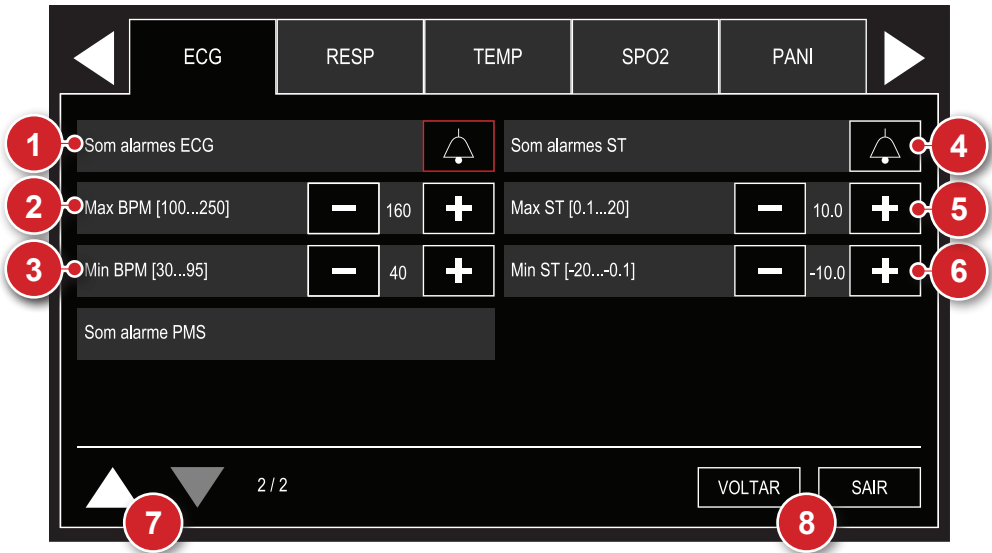 ECG RESP TEMP SPO2 PANI
1 Som alarmes ECG Som alarmes ST 4
2 Max BPM [100...250] − 160 + Max ST [0.1...20] − 10.0 + 5
3 Min BPM [30...95] − 40 + Min ST [-20...-0.1] − -10.0 + 6
Som alarme PMS
2 / 2 VOLTAR SAIR
7 8